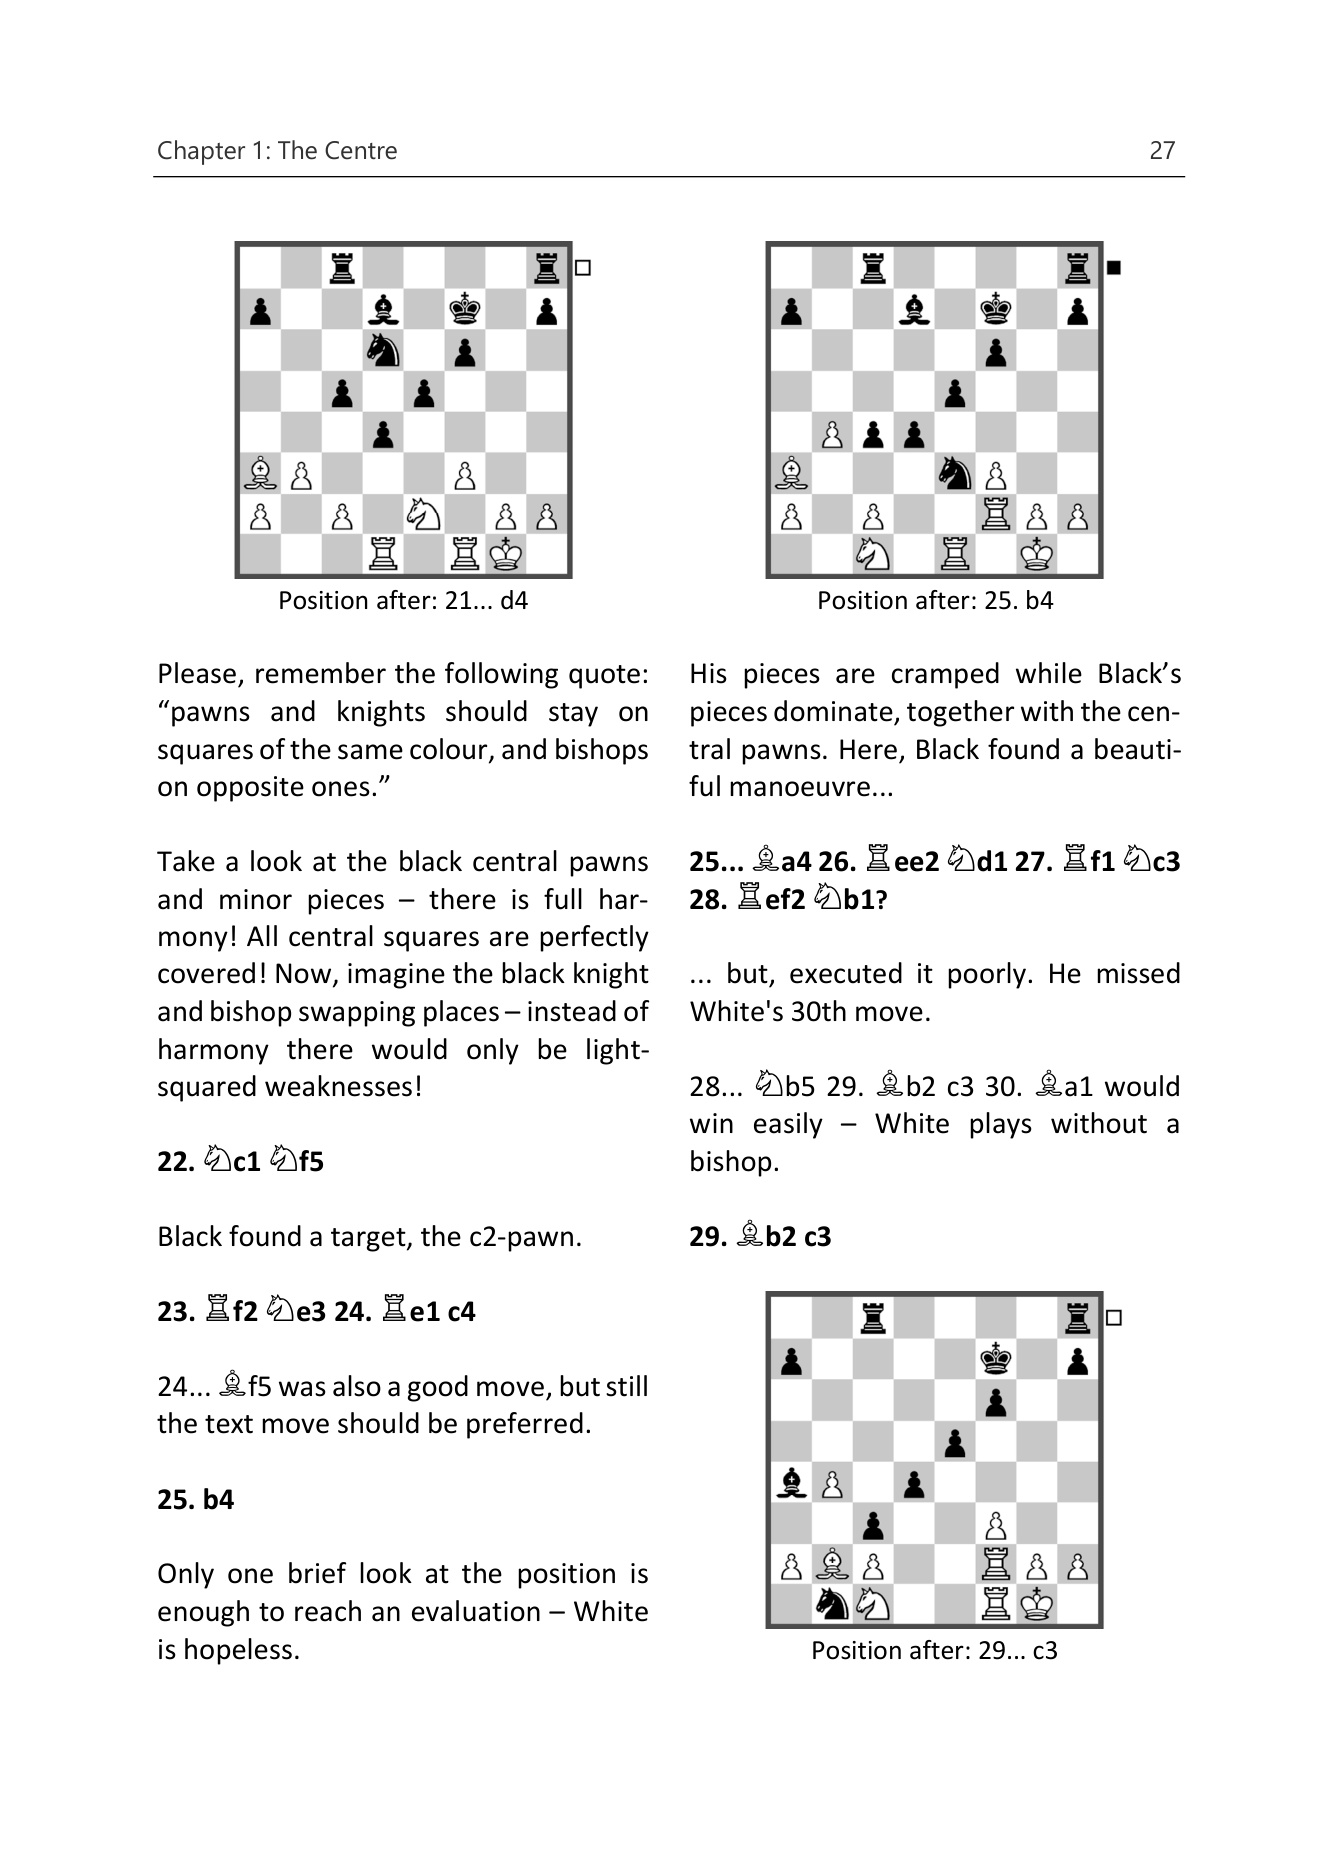 Chapter 1: The Centre 27
Position after: 21... d4
Please, remember the following quote:
“pawns and knights should stay on
squares of the same colour, and bishops
on opposite ones.”
Take a look at the black central pawns
and minor pieces – there is full har-
mony! All central squares are perfectly
covered! Now, imagine the black knight
and bishop swapping places – instead of
harmony there would only be light-
squared weaknesses!
22. ♘c1 ♘f5
Black found a target, the c2-pawn.
23. ♖f2 ♘e3 24. ♖e1 c4
24... ♗f5 was also a good move, but still
the text move should be preferred.
25. b4
Only one brief look at the position is
enough to reach an evaluation – White
is hopeless.
Position after: 25. b4
His pieces are cramped while Black’s
pieces dominate, together with the cen-
tral pawns. Here, Black found a beauti-
ful manoeuvre...
25... ♗a4 26. ♖ee2 ♘d1 27. ♖f1 ♘c3
28. ♖ef2 ♘b1?
... but, executed it poorly. He missed
White's 30th move.
28... ♘b5 29. ♗b2 c3 30. ♗a1 would
win easily – White plays without a
bishop.
29. ♗b2 c3
Position after: 29... c3